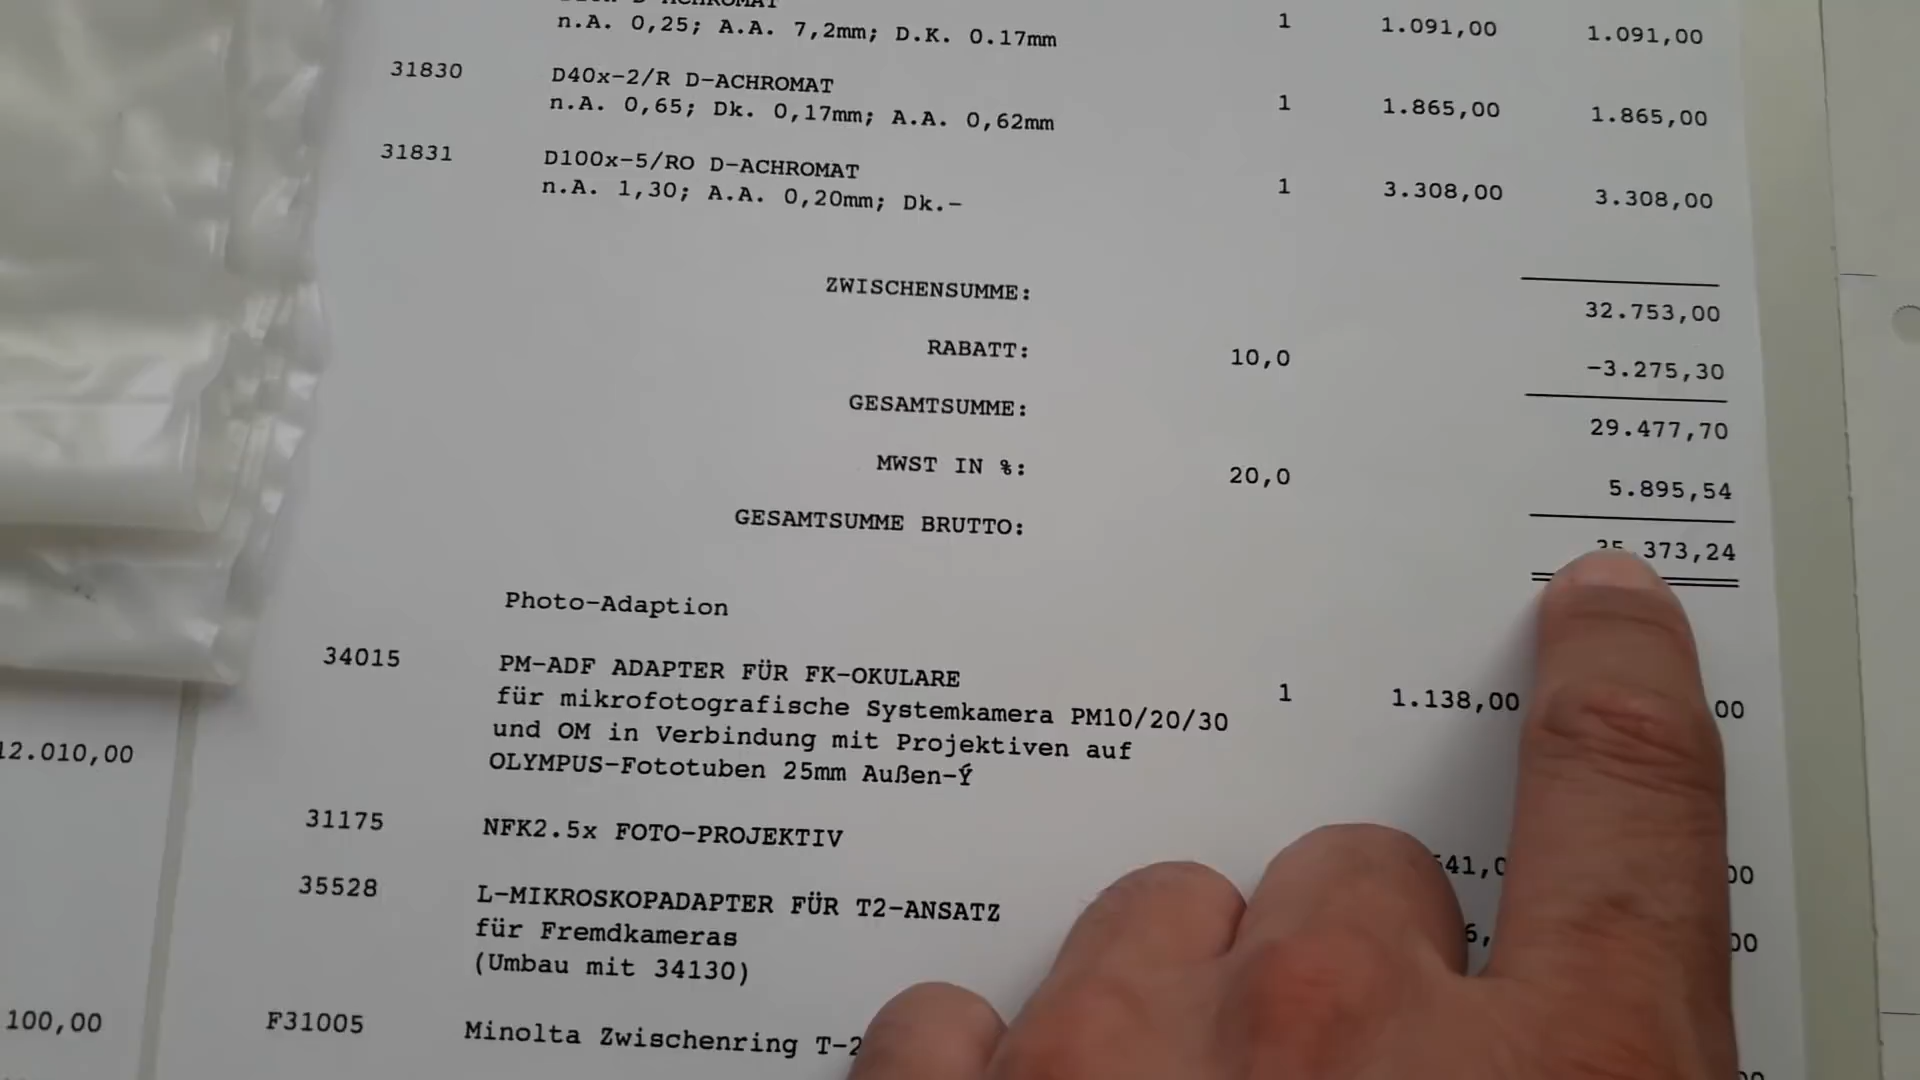 D-ACHROMAT
n.A. 0,25; A.A. 7,2mm; D.K. 0.17mm 1 1.091,00 1.091,00
31830 D40x-2/R D-ACHROMAT
n.A. 0,65; Dk. 0,17mm; A.A. 0,62mm 1 1.865,00 1.865,00
31831 D100x-5/RO D-ACHROMAT
n.A. 1,30; A.A. 0,20mm; Dk.- 1 3.308,00 3.308,00
ZWISCHENSUMME: 32.753,00
RABATT: 10,0 -3.275,30
GESAMTSUMME: 29.477,70
MWST IN %: 20,0 5.895,54
GESAMTSUMME BRUTTO: 35.373,24
Photo-Adaption
34015 PM-ADF ADAPTER FÜR FK-OKULARE 1 1.138,00 00
für mikrofotografische Systemkamera PM10/20/30
und OM in Verbindung mit Projektiven auf
OLYMPUS-Fototuben 25mm Außen-Ý
12.010,00
31175 NFK2.5x FOTO-PROJEKTIV 00
35528 L-MIKROSKOPADAPTER FÜR T2-ANSATZ 00
für Fremdkameras
(Umbau mit 34130)
100,00
F31005 Minolta Zwischenring T-2